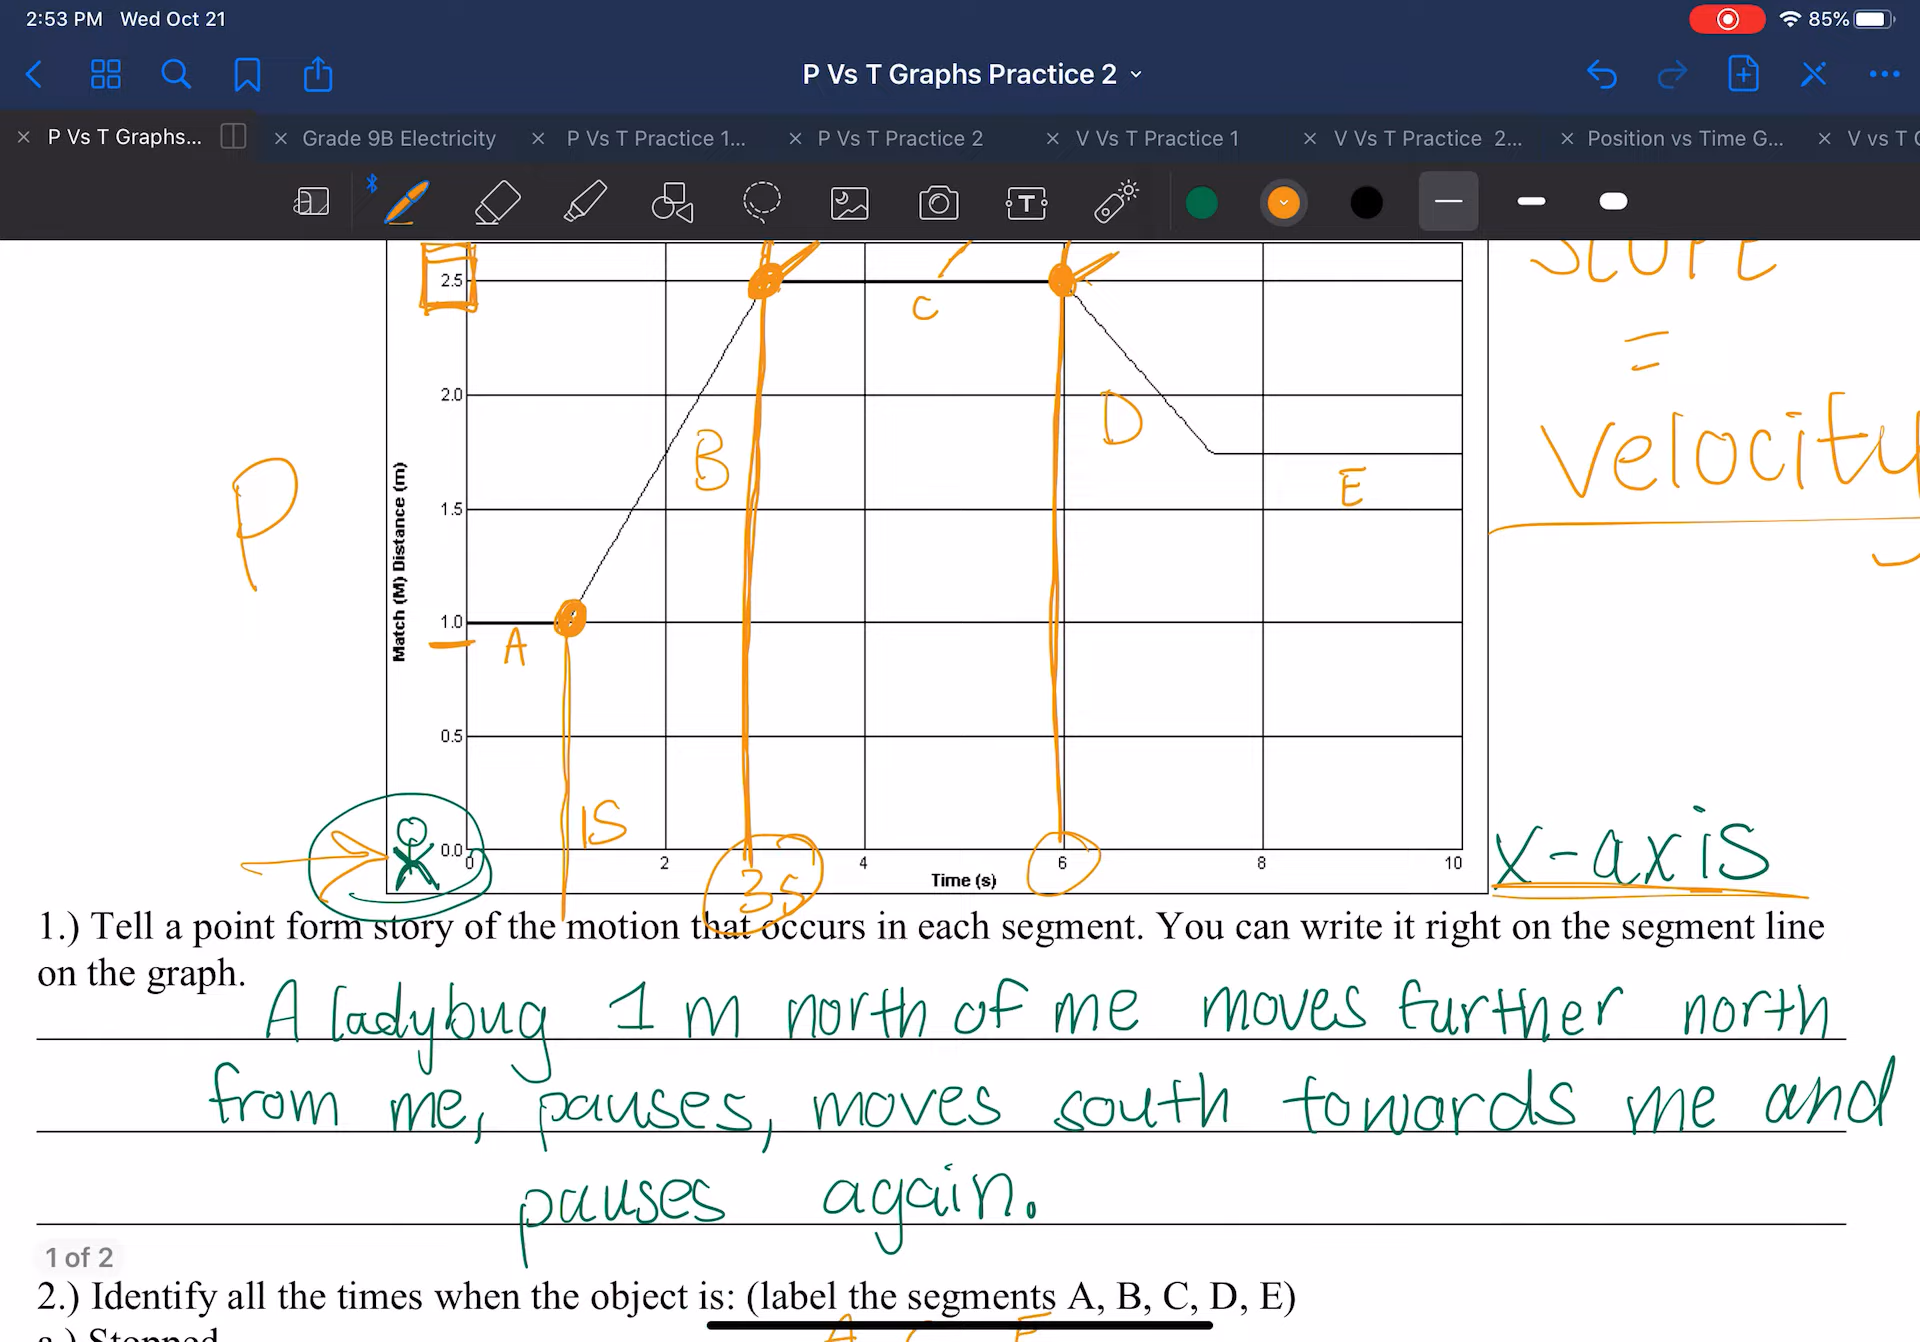 2:53 PM Wed Oct 21
85%
P Vs T Graphs Practice 2
P Vs T Graphs...
Grade 9B Electricity
P Vs T Practice 1...
P Vs T Practice 2
V Vs T Practice 1
V Vs T Practice 2...
Position vs Time G...
V vs T
T
SLOPE
=
Velocity
P
Match (M) Distance (m)
2.5
2.0
1.5
1.0
0.5
0.0
A
B
C
D
E
1s
3s
0 2 4 6 8 10
Time (s)
x-axis
1.) Tell a point form story of the motion that occurs in each segment. You can write it right on the segment line
on the graph.
A ladybug 1 m north of me moves further north
from me, pauses, moves south towards me and
pauses again.
1 of 2
2.) Identify all the times when the object is: (label the segments A, B, C, D, E)
a.) Stopped